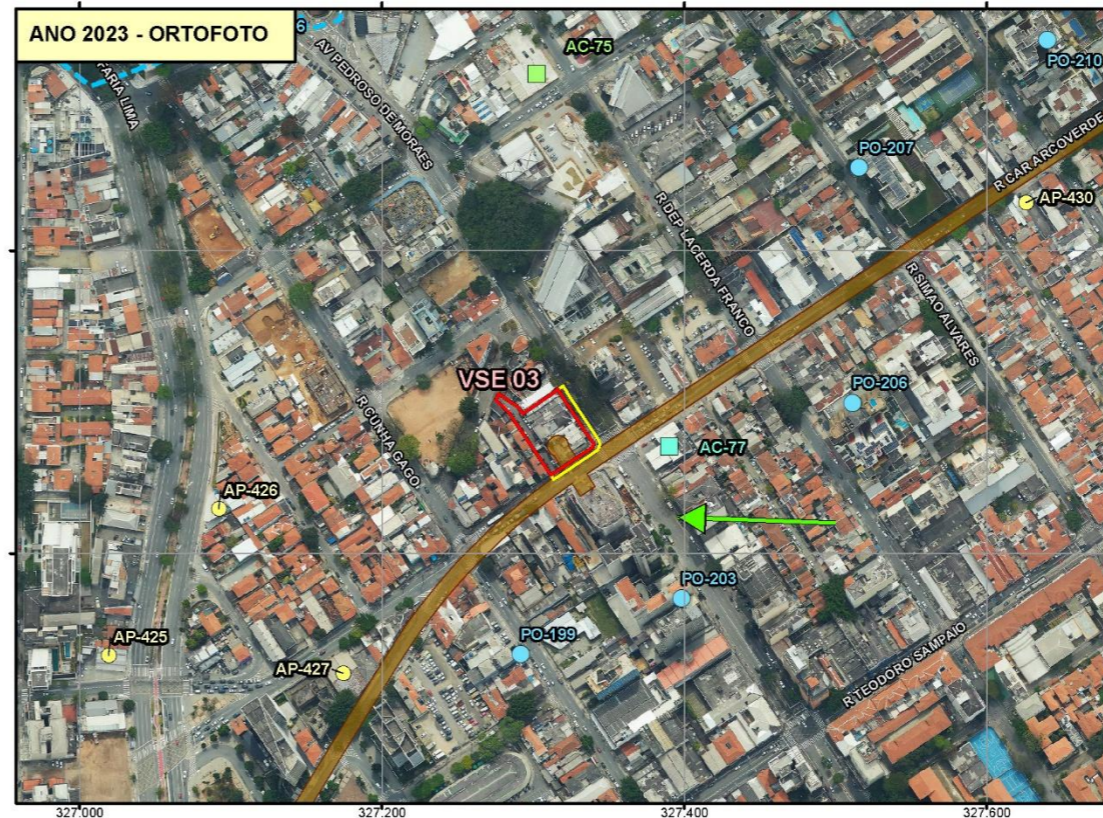 ANO 2023 - ORTOFOTO
6
FARIA LIMA
AV PEDROSO DE MORAES
AC-75
PO-210
PO-207
R CAR ARCOVERDE
AP-430
R DEP LACERDA FRANCO
R SIMAO ALVARES
VSE 03
PO-206
R CUNHA GAGO
AC-77
AP-426
PO-203
AP-425
PO-199
AP-427
R TEODORO SAMPAIO
327.000
327.200
327.400
327.600